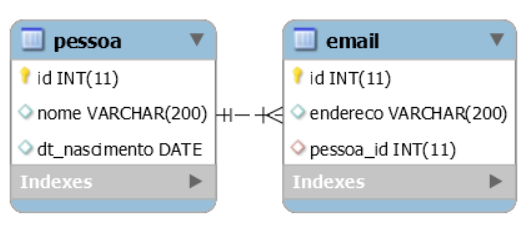 pessoa
id INT(11)
nome VARCHAR(200)
dt_nascimento DATE
Indexes
email
id INT(11)
endereco VARCHAR(200)
pessoa_id INT(11)
Indexes